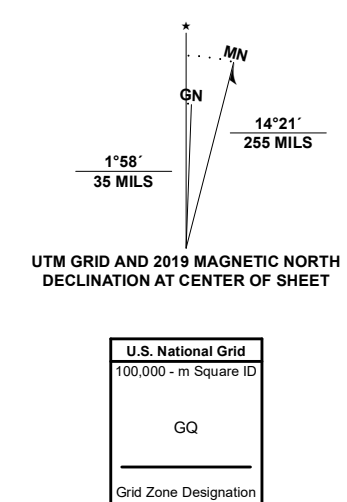 ★
MN
GN
14°21´
255 MILS
1°58´
35 MILS
UTM GRID AND 2019 MAGNETIC NORTH
DECLINATION AT CENTER OF SHEET
U.S. National Grid
100,000 - m Square ID
GQ
Grid Zone Designation